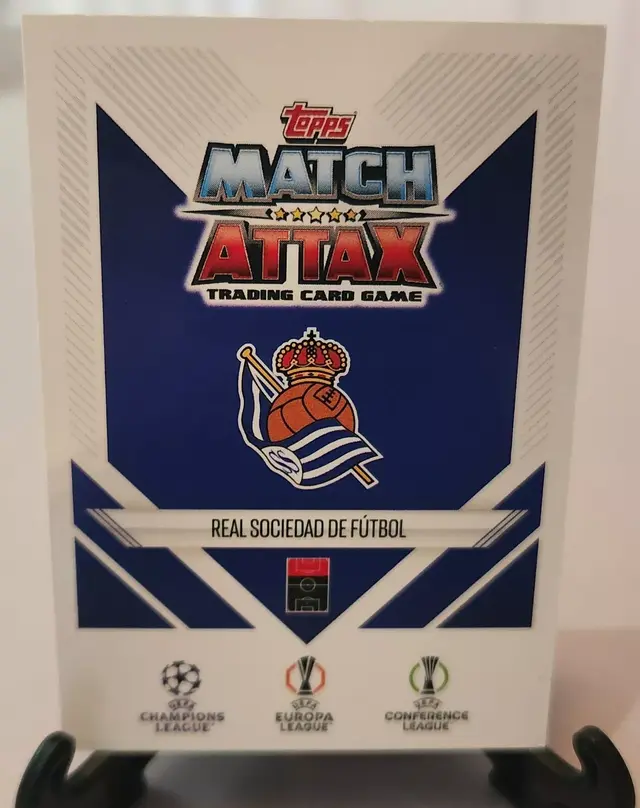 Topps
MATCH
ATTAX
TRADING CARD GAME
REAL SOCIEDAD DE FÚTBOL
UEFA
CHAMPIONS
LEAGUE
UEFA
EUROPA
LEAGUE
UEFA
CONFERENCE
LEAGUE